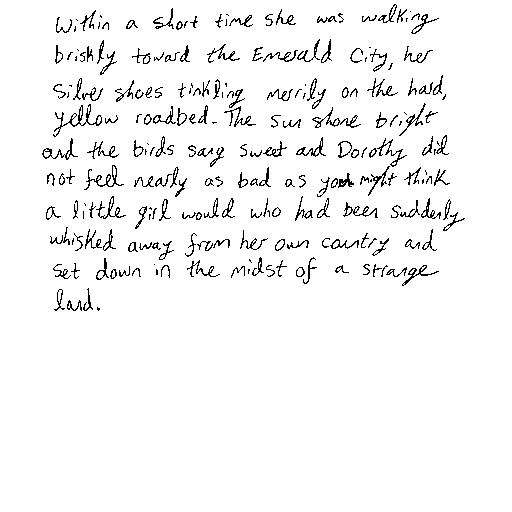 Within a short time she was walking
briskly toward the Emerald City, her
Silver Shoes tinkling merrily on the hard,
yellow roadbed. The sun shone bright
and the birds sang sweet and Dorothy did
not feel nearly as bad as you might think
a little girl would who had been suddenly
whisked away from her own country and
set down in the midst of a strange
land.